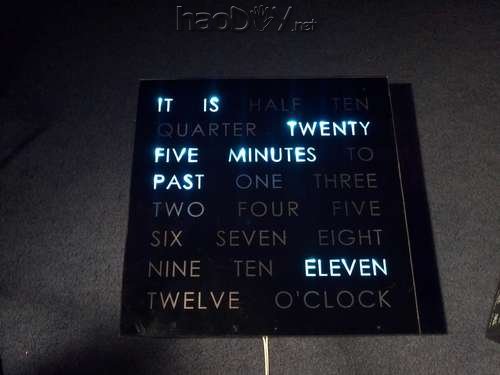 haoDIY.net
IT IS HALF TEN
QUARTER TWENTY
FIVE MINUTES TO
PAST ONE THREE
TWO FOUR FIVE
SIX SEVEN EIGHT
NINE TEN ELEVEN
TWELVE O'CLOCK